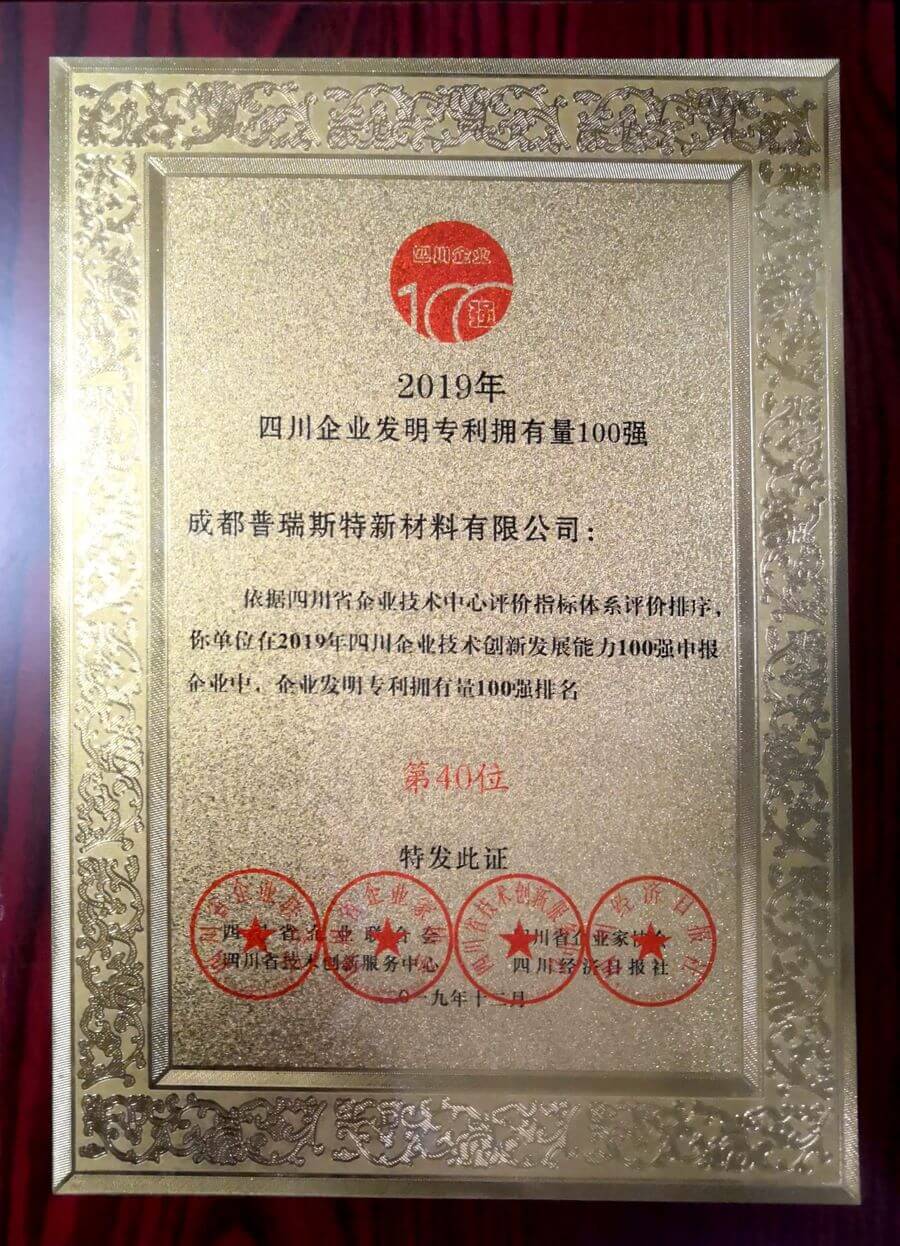 四川企业
100强
2019年
四川企业发明专利拥有量100强
成都普瑞斯特新材料有限公司：
依据四川省企业技术中心评价指标体系评价排序，
你单位在2019年四川企业技术创新发展能力100强申报
企业中，企业发明专利拥有量100强排名
第40位
特发此证
四川省企业联合会 四川省企业家协会
四川省技术创新服务中心 四川经济日报社
二〇一九年十二月